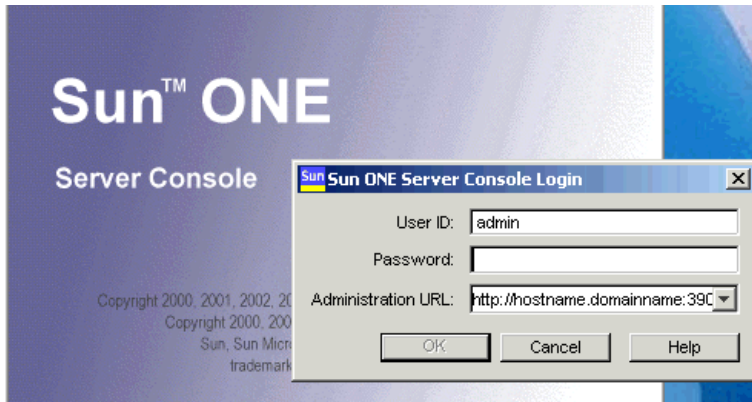 Sun™ ONE
Server Console
Sun Sun ONE Server Console Login
User ID: admin
Password:
Administration URL: http://hostname.domainname:390
OK Cancel Help
Copyright 2000, 2001, 2002, 20
Copyright 2000, 200
Sun, Sun Micr
trademark